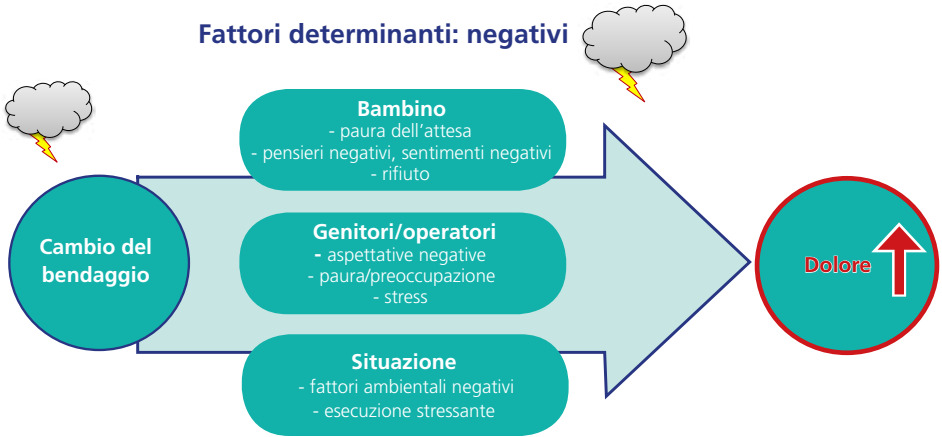 Fattori determinanti: negativi
Bambino
- paura dell'attesa
- pensieri negativi, sentimenti negativi
- rifiuto
Cambio del
bendaggio
Genitori/operatori
- aspettative negative
- paura/preoccupazione
- stress
Dolore
Situazione
- fattori ambientali negativi
- esecuzione stressante